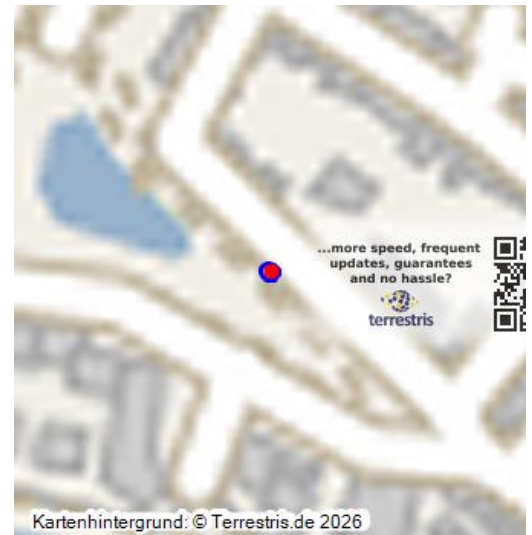 ...more speed, frequent
updates, guarantees
and no hassle?
terrestris
Kartenhintergrund: © Terrestris.de 2026